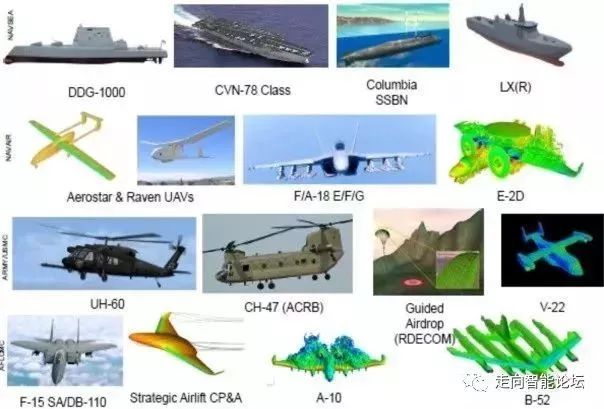 NAVSEA
DDG-1000
CVN-78 Class
Columbia
SSBN
LX(R)
NAVAIR
Aerostar & Raven UAVs
F/A-18 E/F/G
E-2D
ARMY/USMC
UH-60
CH-47 (ACRB)
Guided
Airdrop
(RDECOM)
V-22
AFLCMC
F-15 SA/DB-110
Strategic Airlift CP&A
A-10
B-52
走向智能论坛